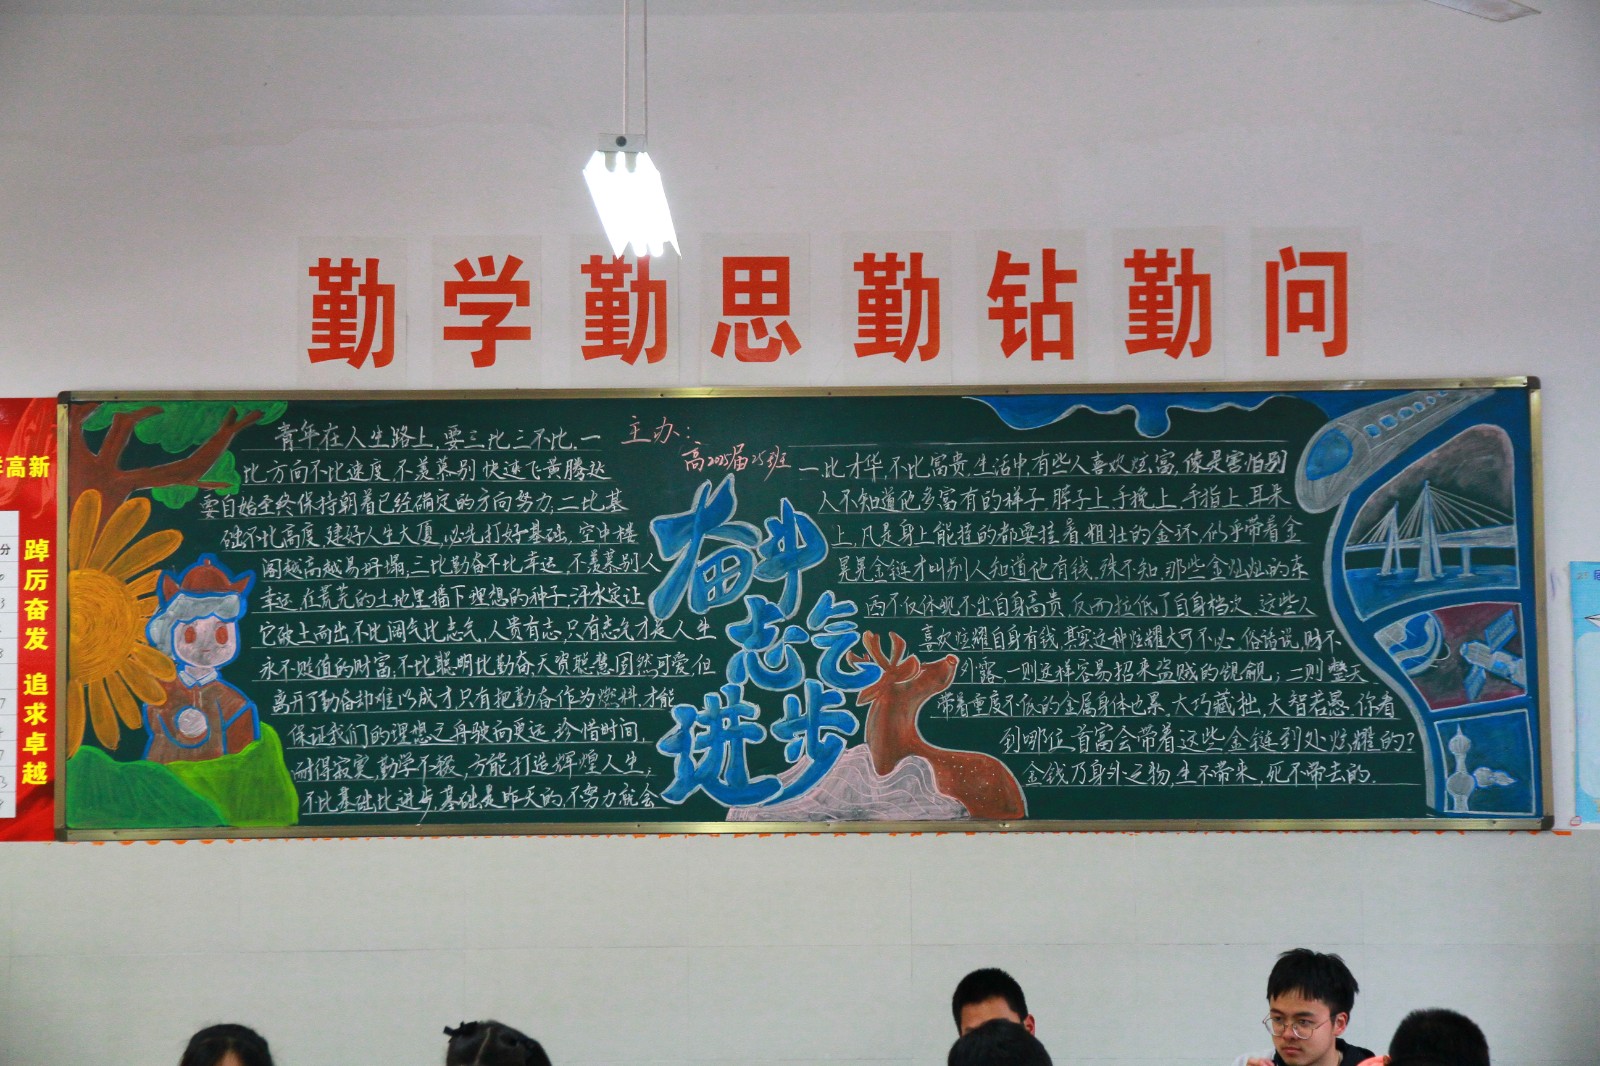 勤学勤思勤钻勤问
青年在人生路上,要三比三不比,一
比方向不比速度,不羡慕别快速飞黄腾达
要自始至终保持朝着已经确定的方向努力,二比基
础不比高度,建好人生大厦,必先打好基础,空中楼
阁越高越易坍塌,三比勤奋不比幸运,不羡慕别人
幸运,在荒芜的土地里播下理想的种子,汗水定让
它破土而出,不比阔气比志气,人贵有志,只有志气才是人生
永不贬值的财富,不比聪明比勤奋,天资聪慧固然可爱,但
离开了勤奋却难以成才只有把勤奋作为燃料,才能
保证我们的理想之舟驶向更远,珍惜时间,
耐得寂寞,勤学不辍,方能打造辉煌人生,
不比基础,比进步,基础是昨天的,不努力就会
主办:
高2025届25班
奋斗
志气
进步
一,比才华,不比富贵,生活中有些人喜欢炫富,像是害怕别
人不知道他多富有的样子,脖子上,手挽上,手指上,耳朵
上,凡是身上能挂的都要挂着粗壮的金环,似乎带着金
晃晃金链才叫别人知道他有钱,殊不知,那些金灿灿的东
西不仅体现不出自身高贵,反而拉低了自身档次,这些人
喜欢炫耀自身有钱,其实这种炫耀大可不必,俗话说,财不
外露,一则这样容易招来盗贼的觊觎;二则整天
带着重度不低的金属身体也累,大巧藏拙,大智若愚,你看
到哪位首富会带着这些金链到处炫耀的?
金钱乃身外之物,生不带来,死不带去的.
高新
踔厉奋发 追求卓越
分